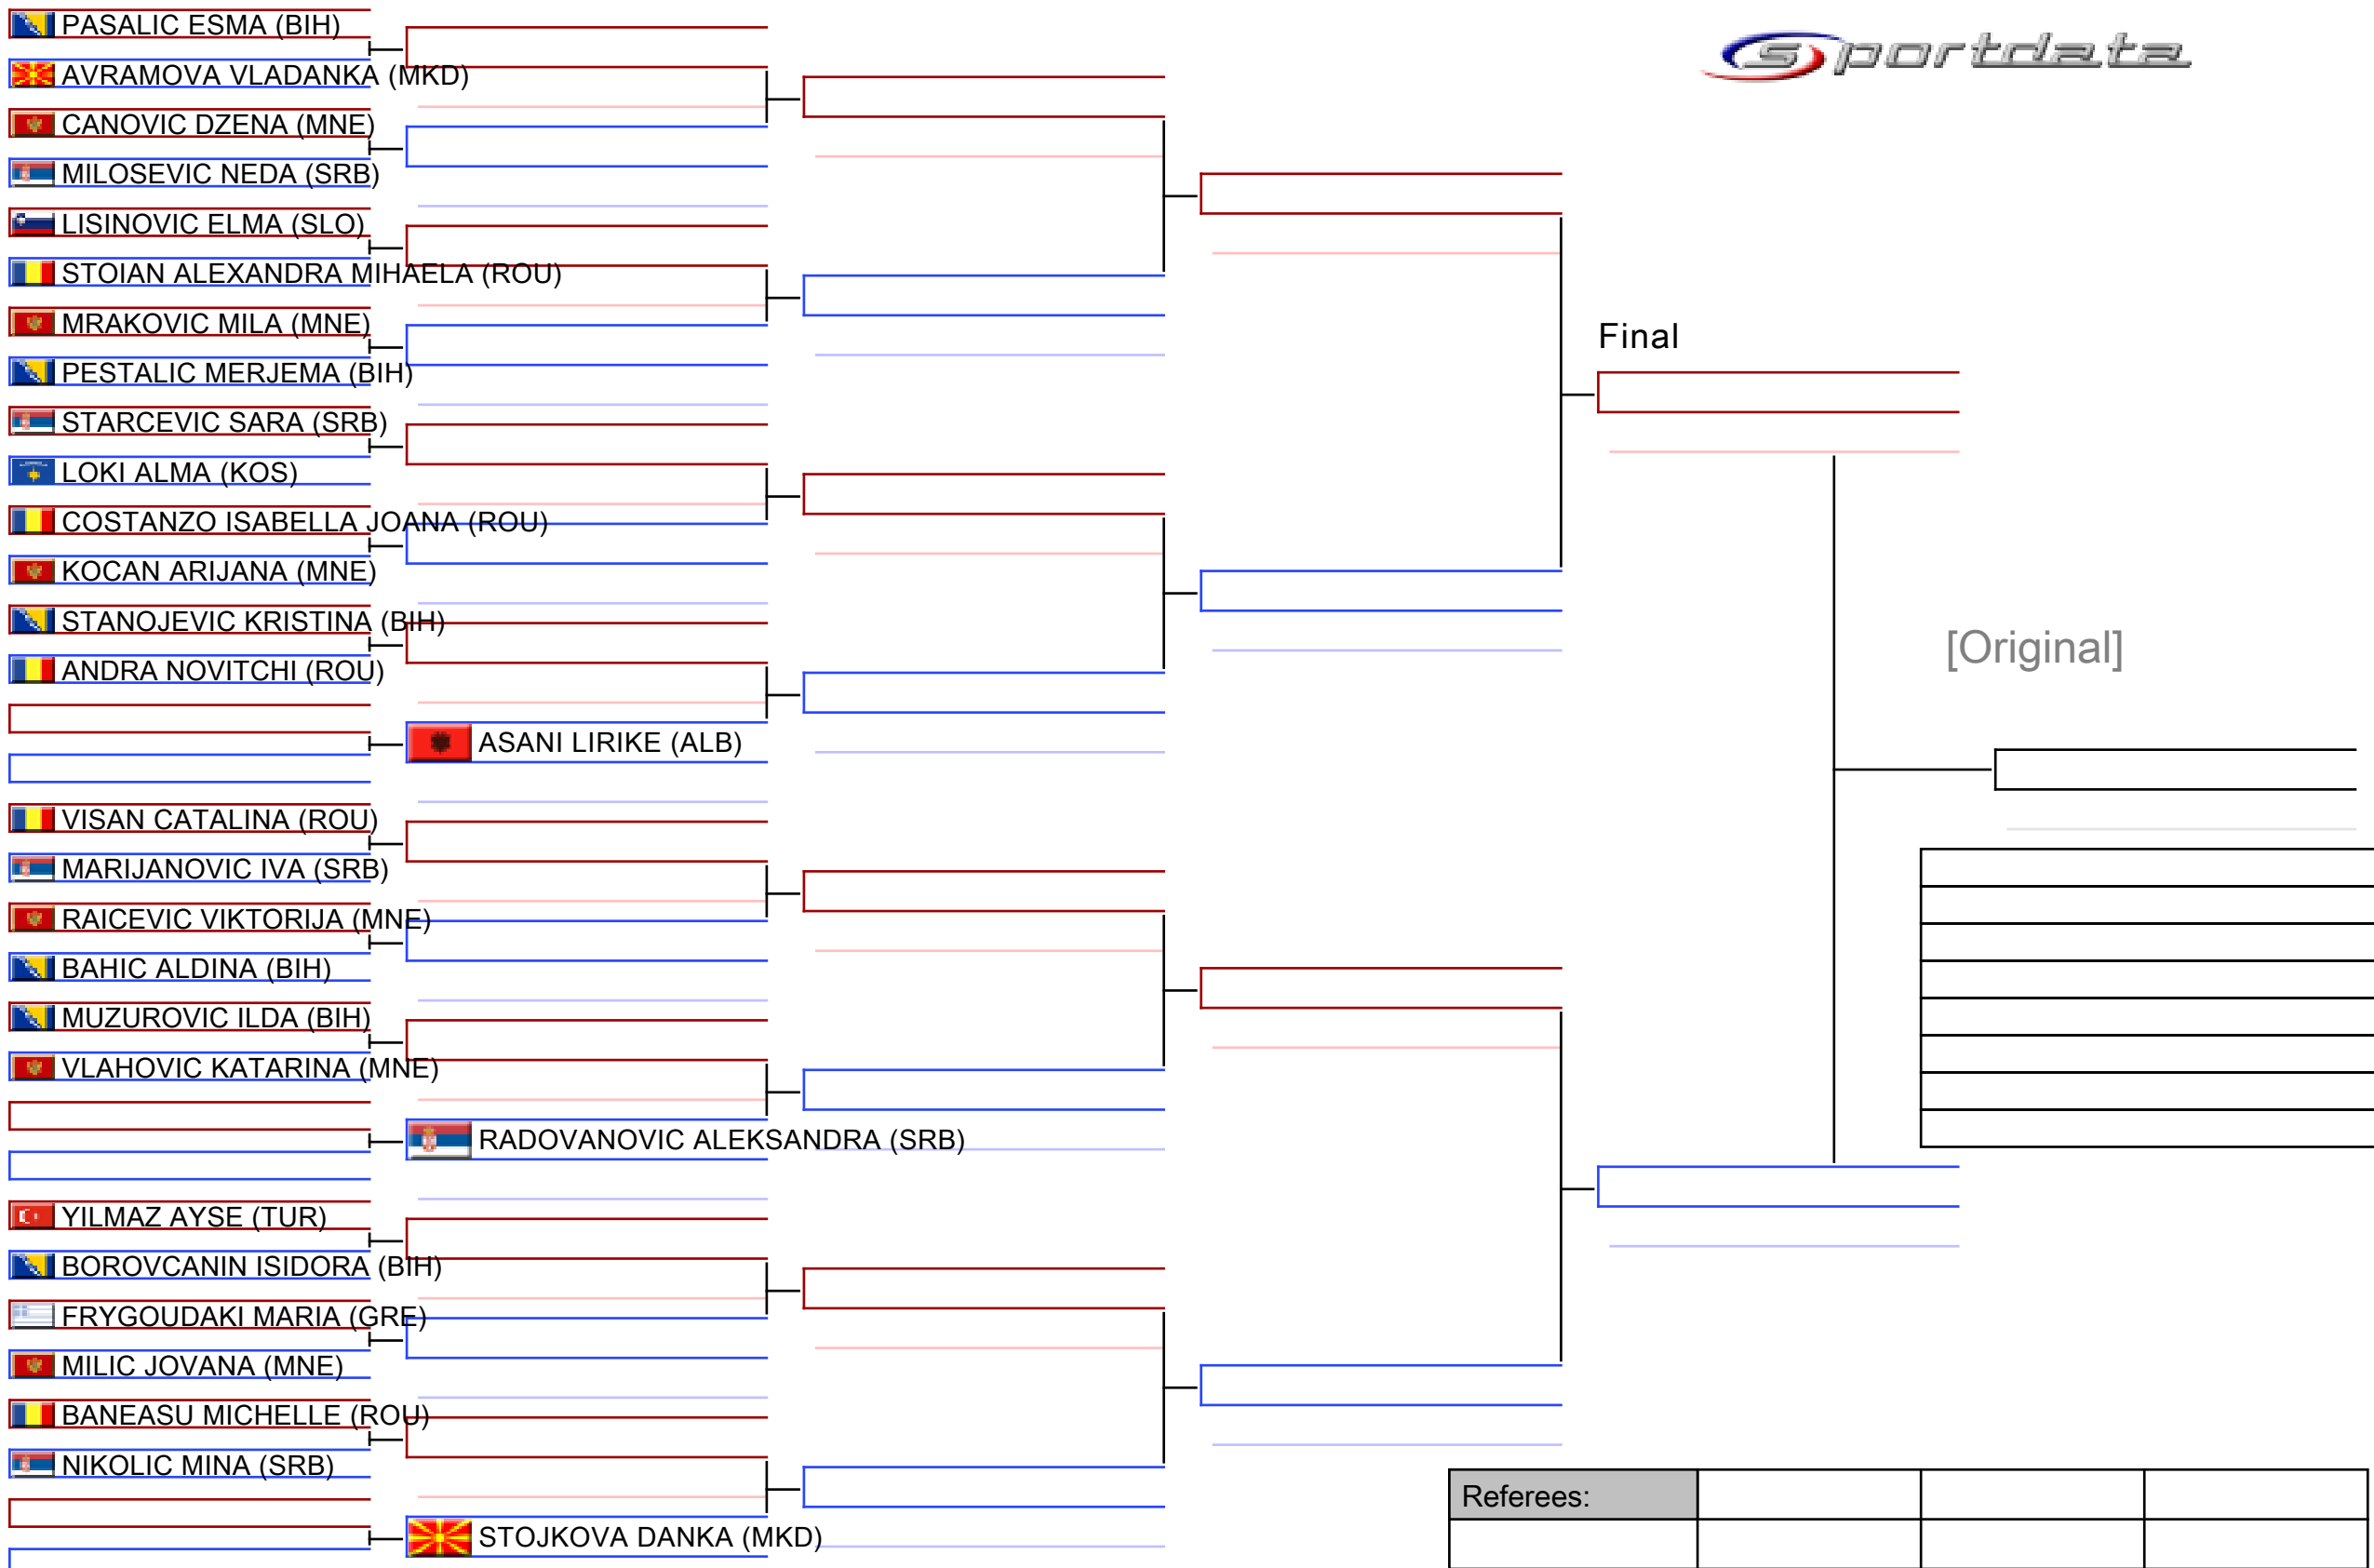 PASALIC ESMA (BIH)
AVRAMOVA VLADANKA (MKD)
CANOVIC DZENA (MNE)
MILOSEVIC NEDA (SRB)
LISINOVIC ELMA (SLO)
STOIAN ALEXANDRA MIHAELA (ROU)
MRAKOVIC MILA (MNE)
PESTALIC MERJEMA (BIH)
STARCEVIC SARA (SRB)
LOKI ALMA (KOS)
COSTANZO ISABELLA JOANA (ROU)
KOCAN ARIJANA (MNE)
STANOJEVIC KRISTINA (BIH)
ANDRA NOVITCHI (ROU)
ASANI LIRIKE (ALB)
VISAN CATALINA (ROU)
MARIJANOVIC IVA (SRB)
RAICEVIC VIKTORIJA (MNE)
BAHIC ALDINA (BIH)
MUZUROVIC ILDA (BIH)
VLAHOVIC KATARINA (MNE)
RADOVANOVIC ALEKSANDRA (SRB)
YILMAZ AYSE (TUR)
BOROVCANIN ISIDORA (BIH)
FRYGOUDAKI MARIA (GRE)
MILIC JOVANA (MNE)
BANEASU MICHELLE (ROU)
NIKOLIC MINA (SRB)
STOJKOVA DANKA (MKD)
sportdata
Final
[Original]
Referees: